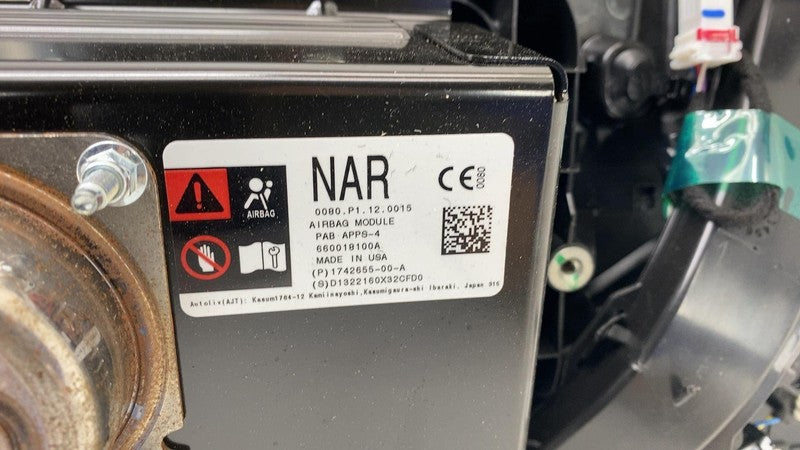 NAR
CE
0080
AIRBAG
0080.P1.12.0015
AIRBAG MODULE
PAB APPS-4
660018100A
MADE IN USA
(P)1742655-00-A
(S)D1322160X32CFD0
Autoliv(AJT): Kasumi764-12 Kamiinayoshi,Kasumigaura-shi Ibaraki, Japan 315